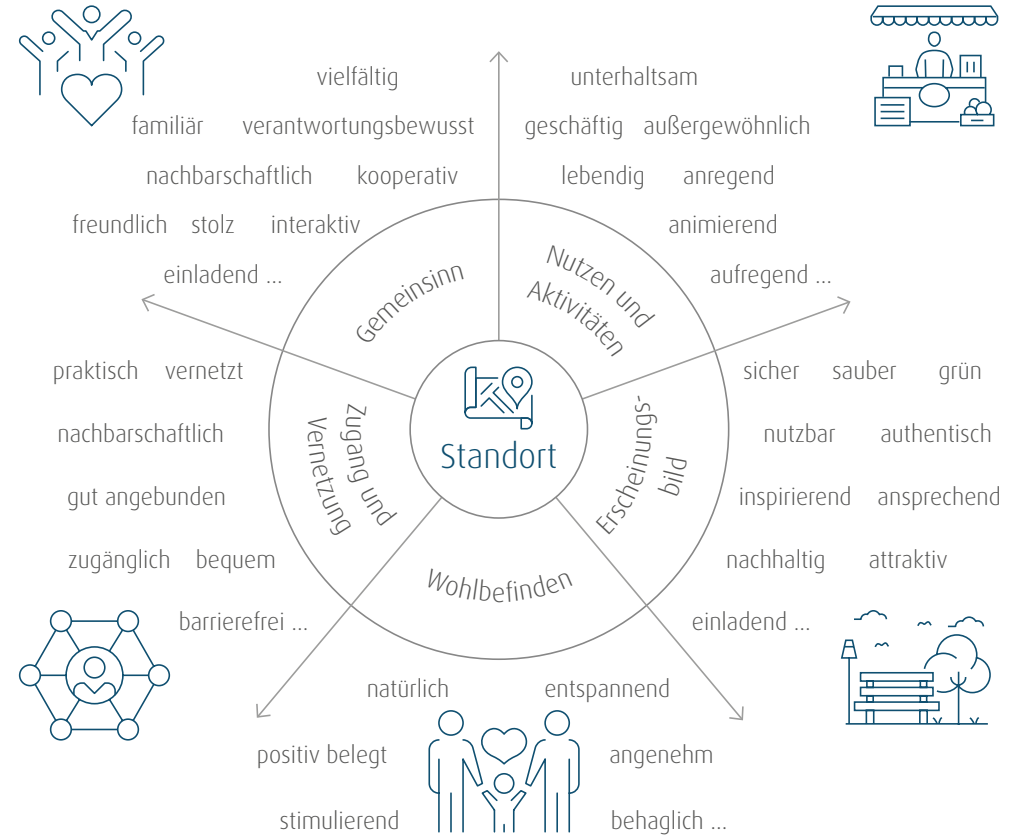 vielfältig
familiär verantwortungsbewusst
nachbarschaftlich kooperativ
freundlich stolz interaktiv
einladend ...
unterhaltsam
geschäftig außergewöhnlich
lebendig anregend
animierend
aufregend ...
Gemeinsinn
Nutzen und
Aktivitäten
Standort
Zugang und
Vernetzung
Erscheinungs-
bild
Wohlbefinden
praktisch vernetzt
nachbarschaftlich
gut angebunden
zugänglich bequem
barrierefrei ...
sicher sauber grün
nutzbar authentisch
inspirierend ansprechend
nachhaltig attraktiv
einladend ...
natürlich entspannend
positiv belegt angenehm
stimulierend behaglich ...